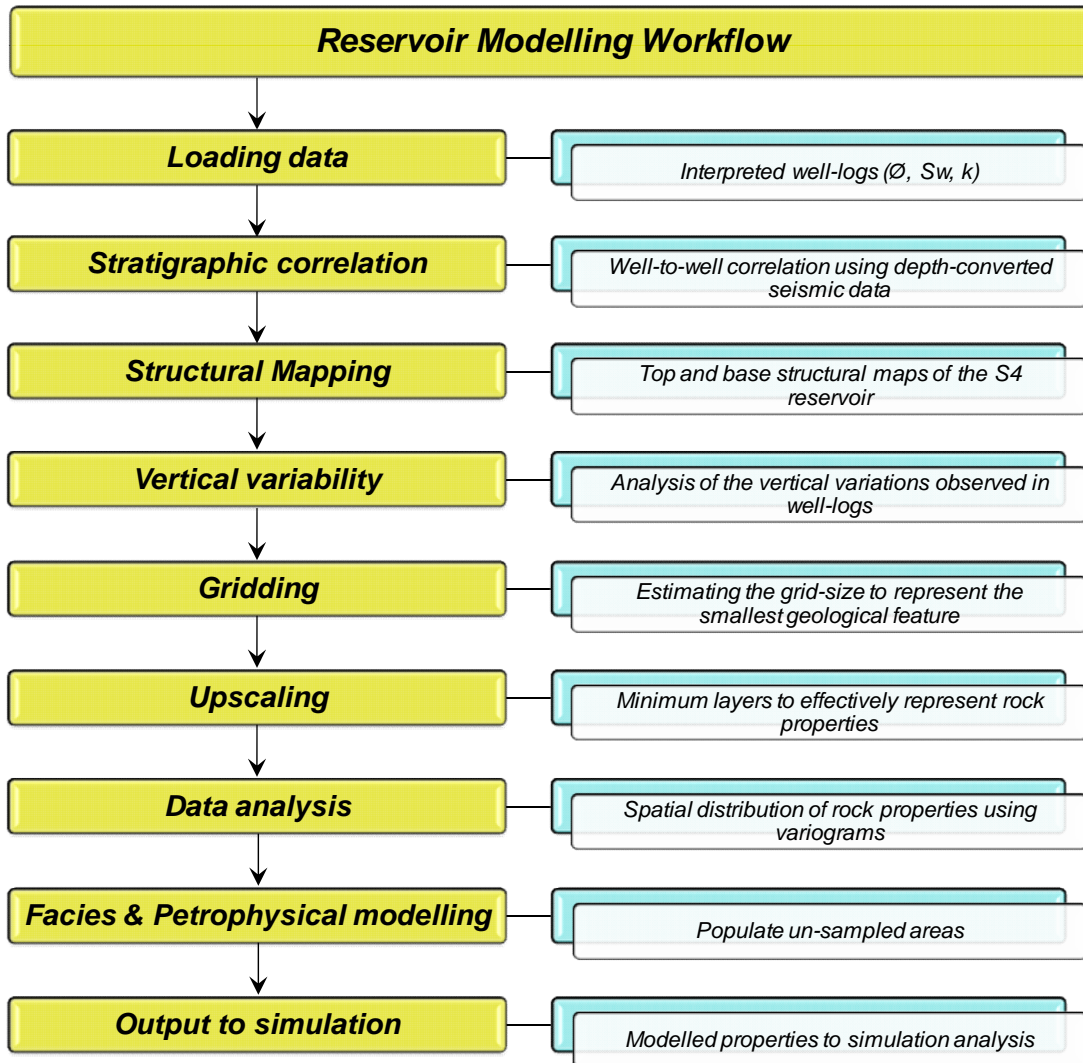 Reservoir Modelling Workflow
Loading data
Interpreted well-logs (Ø, Sw, k)
Stratigraphic correlation
Well-to-well correlation using depth-converted
seismic data
Structural Mapping
Top and base structural maps of the S4
reservoir
Vertical variability
Analysis of the vertical variations observed in
well-logs
Gridding
Estimating the grid-size to represent the
smallest geological feature
Upscaling
Minimum layers to effectively represent rock
properties
Data analysis
Spatial distribution of rock properties using
variograms
Facies & Petrophysical modelling
Populate un-sampled areas
Output to simulation
Modelled properties to simulation analysis